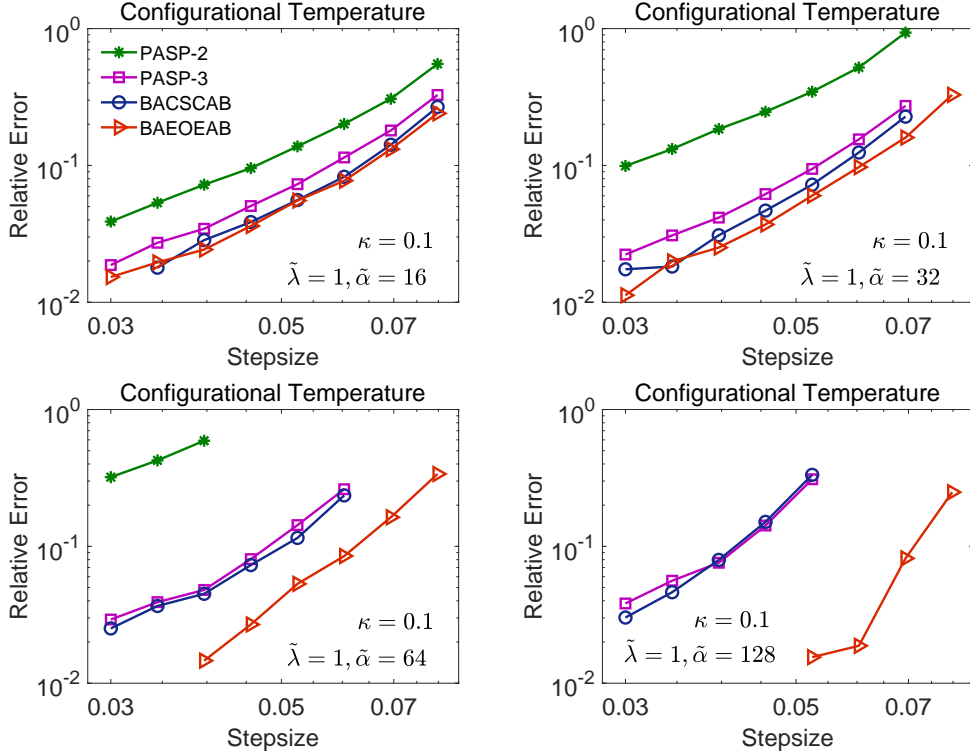 Configurational Temperature
10^0
10^-1
10^-2
Relative Error
PASP-2
PASP-3
BACSCAB
BAEOEAB
κ = 0.1
λ̃ = 1, α̃ = 16
0.03
0.05
0.07
Stepsize
Configurational Temperature
10^0
10^-1
10^-2
Relative Error
κ = 0.1
λ̃ = 1, α̃ = 32
0.03
0.05
0.07
Stepsize
Configurational Temperature
10^0
10^-1
10^-2
Relative Error
κ = 0.1
λ̃ = 1, α̃ = 64
0.03
0.05
0.07
Stepsize
Configurational Temperature
10^0
10^-1
10^-2
Relative Error
κ = 0.1
λ̃ = 1, α̃ = 128
0.03
0.05
0.07
Stepsize